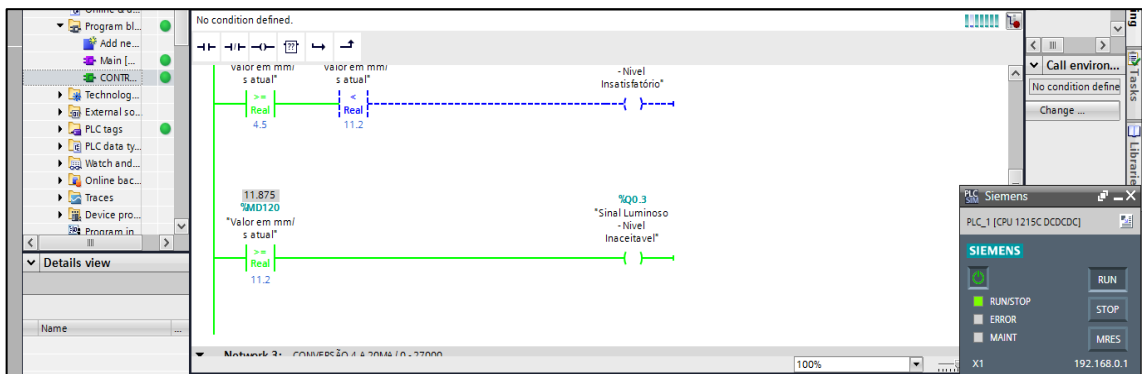 Program bl...
Add ne...
Main [...
CONTR...
Technolog...
External so...
PLC tags
PLC data ty...
Watch and...
Online bac...
Traces
Device pro...
Program in
Details view
Name
...
No condition defined.
??
Valor em mm/
s atual"
Valor em mm/
s atual"
- Nivel
Insatisfatório"
>=
Real
4.5
<
Real
11.2
11.875
%MD120
"Valor em mm/
s atual"
>=
Real
11.2
%Q0.3
"Sinal Luminoso
- Nivel
Inaceitavel"
Network 3: CONVERSÃO 4 A 20MA / 0 - 27000
100%
Call environ...
No condition define
Change ...
Tasks
Libraries
PLC SIM Siemens
PLC_1 [CPU 1215C DCDCDC]
SIEMENS
RUN
RUN/STOP
STOP
ERROR
MAINT
MRES
X1
192.168.0.1